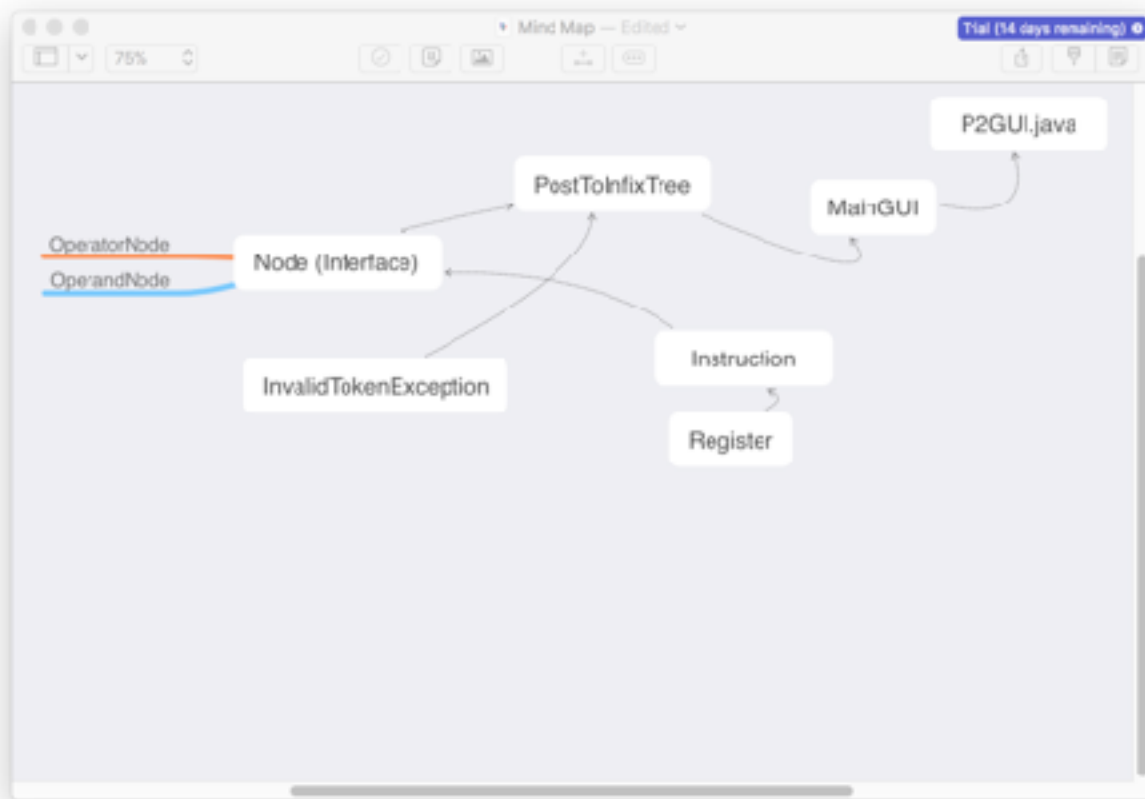 Mind Map — Edited
Trial (14 days remaining)
75%
P2GUI.java
PostToInfixTree
MainGUI
OperatorNode
Node (Interface)
OperandNode
Instruction
InvalidTokenException
Register